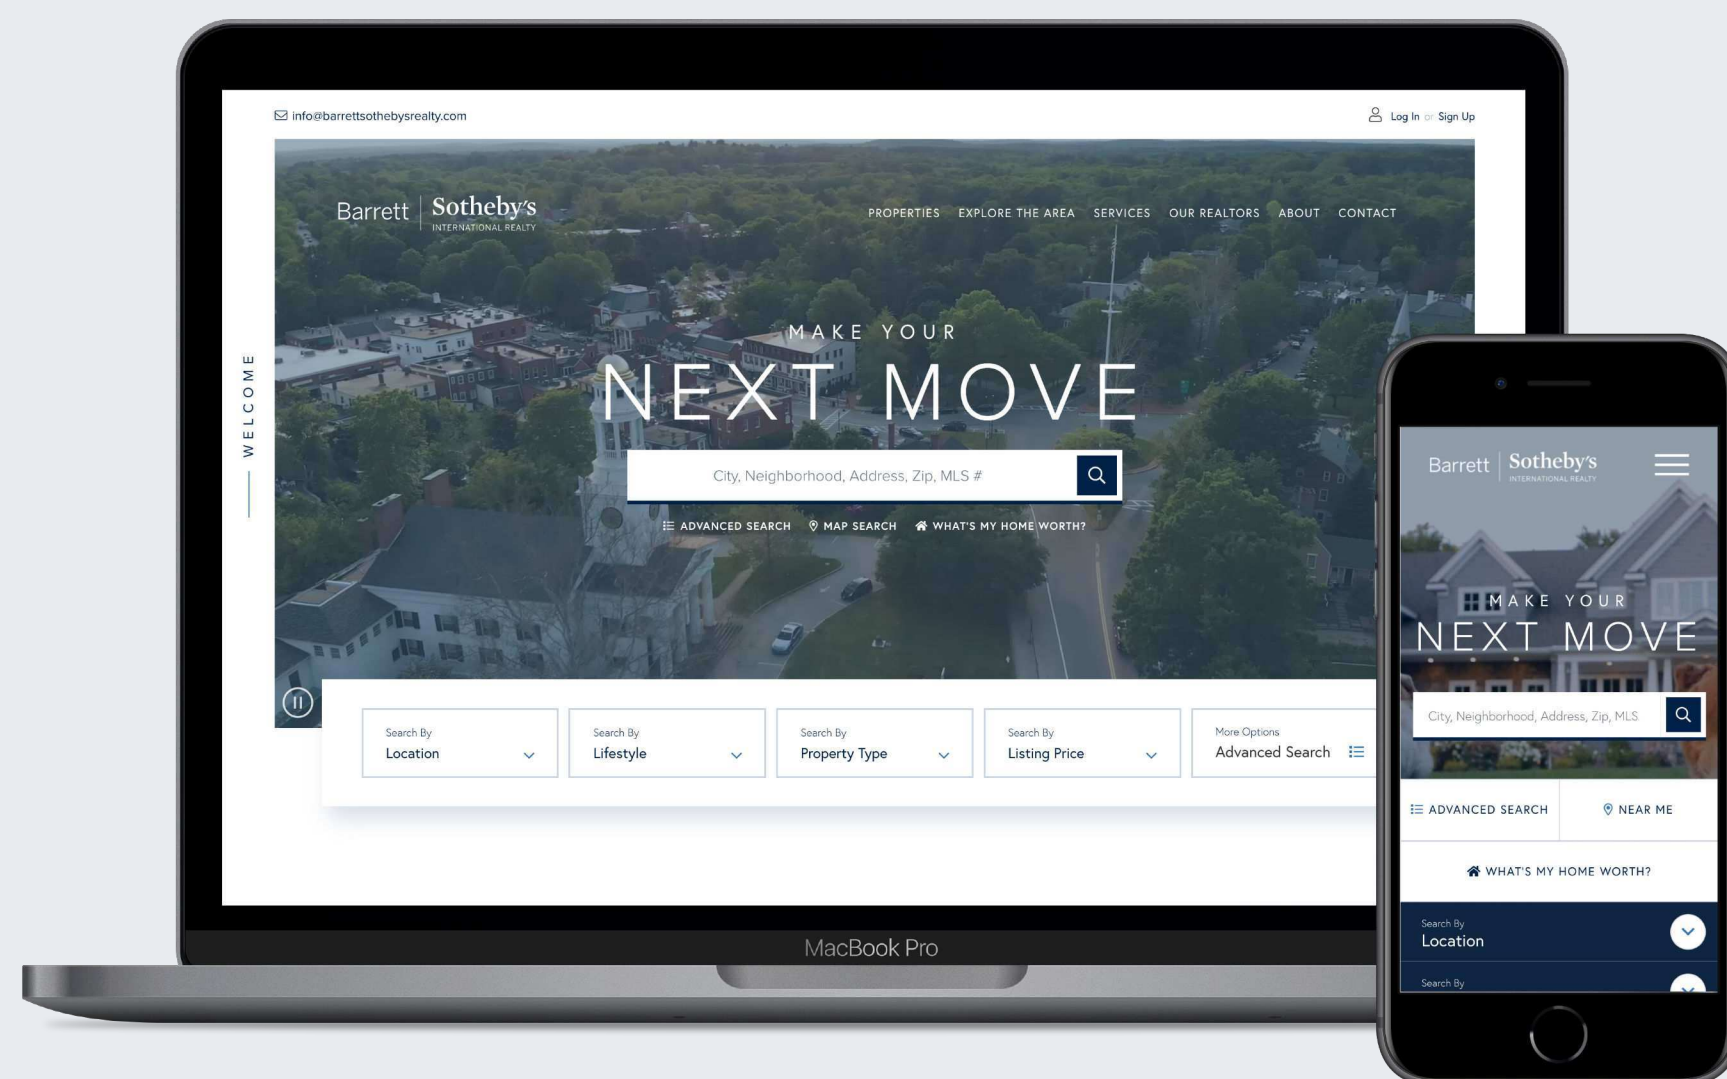 info@barrettsothebysrealty.com
Log In or Sign Up
Barrett | Sotheby's
INTERNATIONAL REALTY
PROPERTIES EXPLORE THE AREA SERVICES OUR REALTORS ABOUT CONTACT
WELCOME
MAKE YOUR
NEXT MOVE
City, Neighborhood, Address, Zip, MLS #
ADVANCED SEARCH MAP SEARCH WHAT'S MY HOME WORTH?
Search By
Location
Search By
Lifestyle
Search By
Property Type
Search By
Listing Price
More Options
Advanced Search
MacBook Pro
Barrett | Sotheby's
INTERNATIONAL REALTY
MAKE YOUR
NEXT MOVE
City, Neighborhood, Address, Zip, MLS
ADVANCED SEARCH NEAR ME
WHAT'S MY HOME WORTH?
Search By
Location
Search By